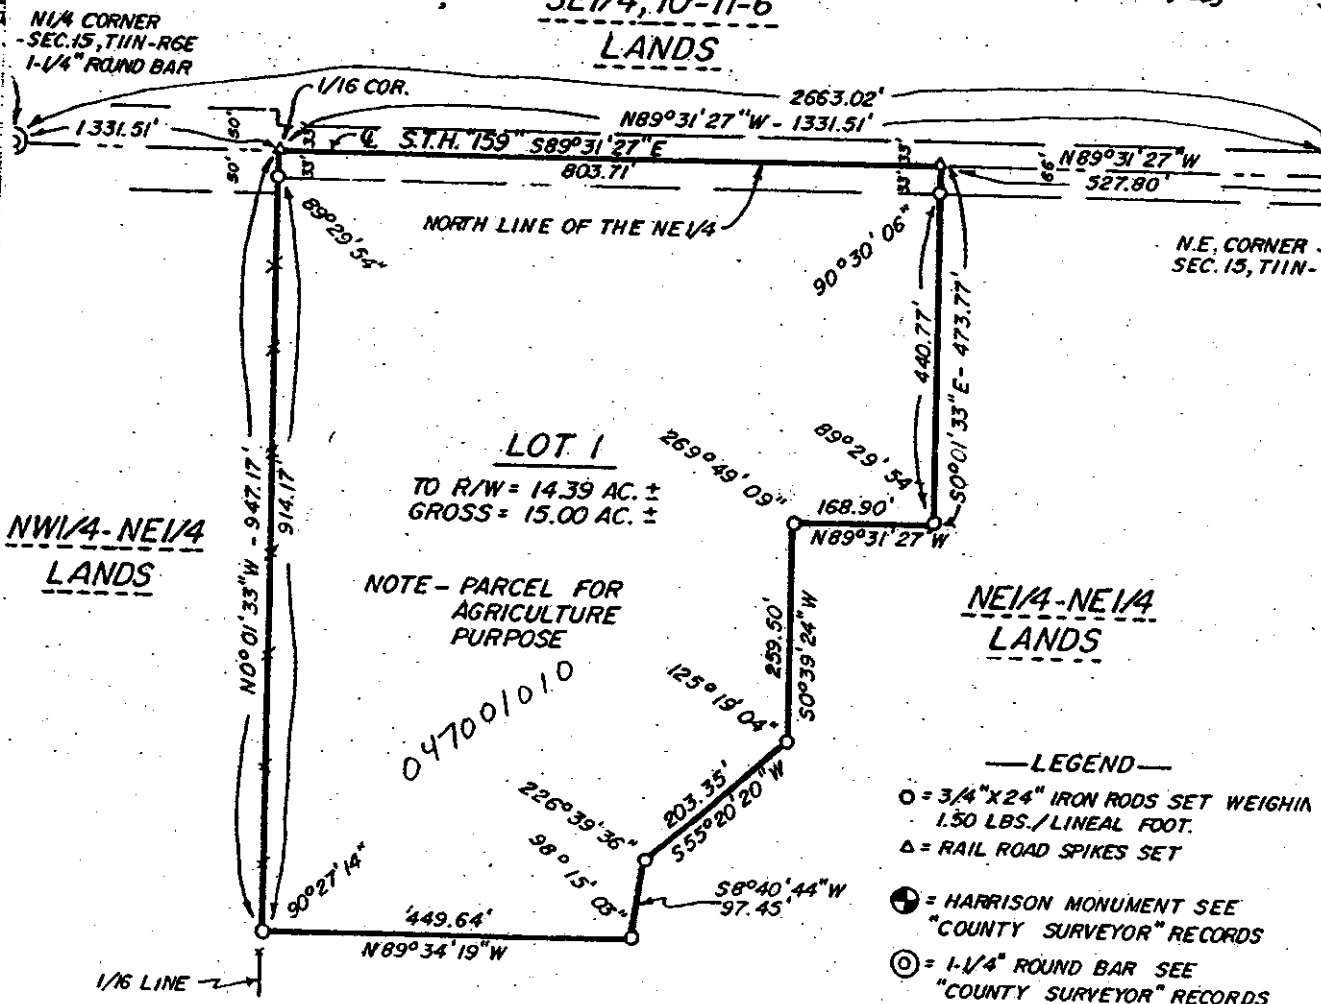 SE1/4, 10-11-6
LANDS
N1/4 CORNER
-SEC.15, T11N-R6E
1-1/4" ROUND BAR
1/16 COR.
2663.02'
1331.51'
N89°31'27"W - 1331.51'
50'
33'
℄ S.T.H. "159" S89°31'27"E
803.71'
33'
66'
N89°31'27"W
527.80'
50'
33'
33'
NORTH LINE OF THE NE1/4
89°29'54"
90°30'06"
N.E. CORNER -
SEC. 15, T11N-
440.77'
S0°01'33"E - 473.77'
N0°01'33"W - 947.17'
914.17'
LOT 1
TO R/W = 14.39 AC. ±
GROSS = 15.00 AC. ±
269°49'09"
89°29'54
168.90'
N89°31'27"W
NW1/4-NE1/4
LANDS
NOTE - PARCEL FOR
AGRICULTURE
PURPOSE
259.50'
S0°39'24"W
NE1/4-NE1/4
LANDS
047001010
125°19'04"
203.35'
S55°20'20"W
226°39'36"
98°15'03"
S8°40'44"W
97.45'
90°27'14"
449.64'
N89°34'19"W
1/16 LINE
LEGEND
O = 3/4"X24" IRON RODS SET WEIGHIN
1.50 LBS./LINEAL FOOT.
△ = RAIL ROAD SPIKES SET
= HARRISON MONUMENT SEE
"COUNTY SURVEYOR" RECORDS
= 1-1/4" ROUND BAR SEE
"COUNTY SURVEYOR" RECORDS